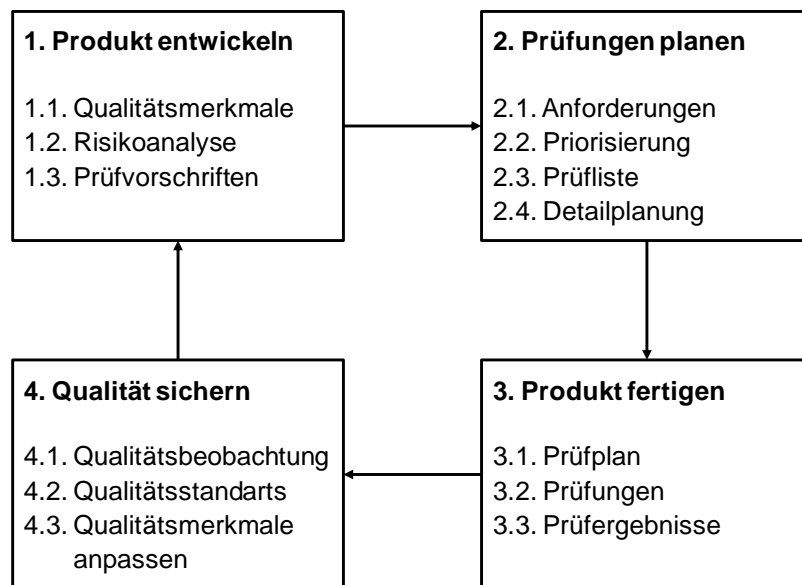 1. Produkt entwickeln
1.1. Qualitätsmerkmale
1.2. Risikoanalyse
1.3. Prüfvorschriften
2. Prüfungen planen
2.1. Anforderungen
2.2. Priorisierung
2.3. Prüfliste
2.4. Detailplanung
3. Produkt fertigen
3.1. Prüfplan
3.2. Prüfungen
3.3. Prüfergebnisse
4. Qualität sichern
4.1. Qualitätsbeobachtung
4.2. Qualitätsstandarts
4.3. Qualitätsmerkmale
anpassen